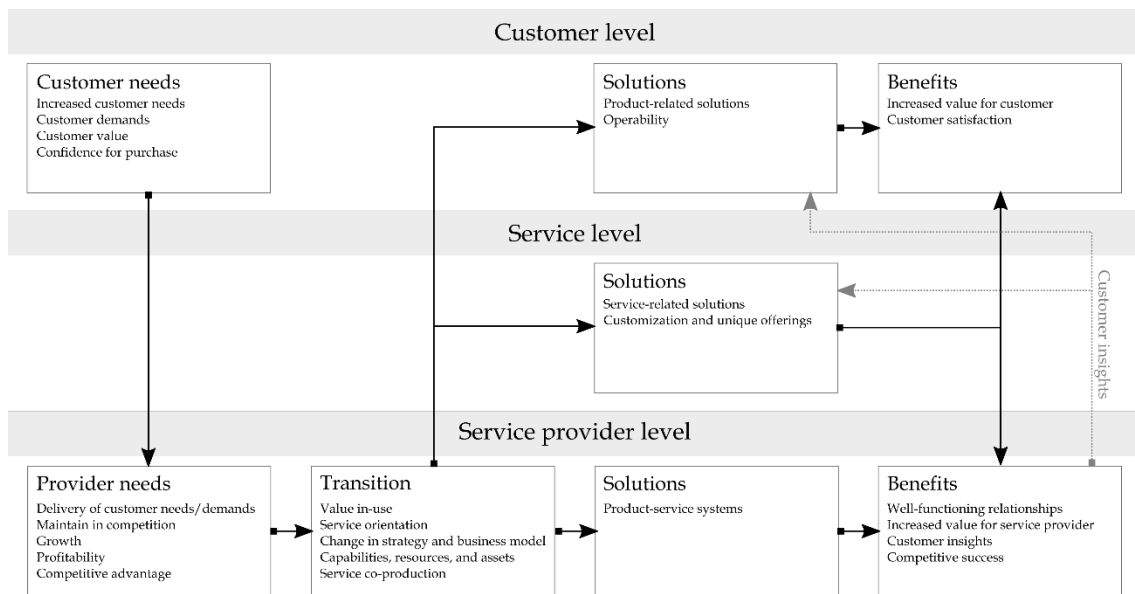 Customer level
Customer needs
Increased customer needs
Customer demands
Customer value
Confidence for purchase
Solutions
Product-related solutions
Operability
Benefits
Increased value for customer
Customer satisfaction
Service level
Solutions
Service-related solutions
Customization and unique offerings
Customer insights
Service provider level
Provider needs
Delivery of customer needs/demands
Maintain in competition
Growth
Profitability
Competitive advantage
Transition
Value in-use
Service orientation
Change in strategy and business model
Capabilities, resources, and assets
Service co-production
Solutions
Product-service systems
Benefits
Well-functioning relationships
Increased value for service provider
Customer insights
Competitive success